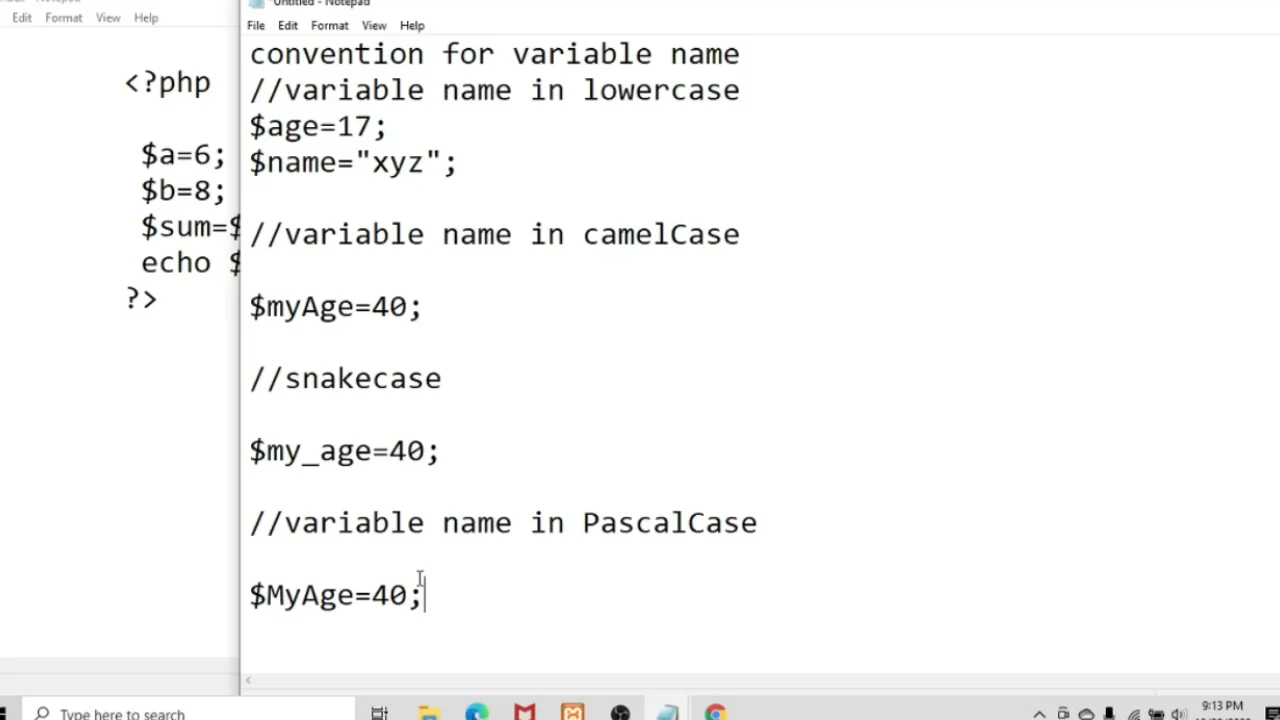 Edit Format View Help
<?php
$a=6;
$b=8;
$sum=$
echo $
?>
*Untitled - Notepad
File Edit Format View Help
convention for variable name
//variable name in lowercase
$age=17;
$name="xyz";
//variable name in camelCase
$myAge=40;
//snakecase
$my_age=40;
//variable name in PascalCase
$MyAge=40;
Type here to search
9:13 PM